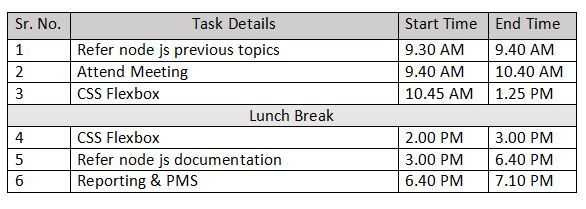 Sr. No. Task Details Start Time End Time
1 Refer node js previous topics 9.30 AM 9.40 AM
2 Attend Meeting 9.40 AM 10.40 AM
3 CSS Flexbox 10.45 AM 1.25 PM
Lunch Break
4 CSS Flexbox 2.00 PM 3.00 PM
5 Refer node js documentation 3.00 PM 6.40 PM
6 Reporting & PMS 6.40 PM 7.10 PM